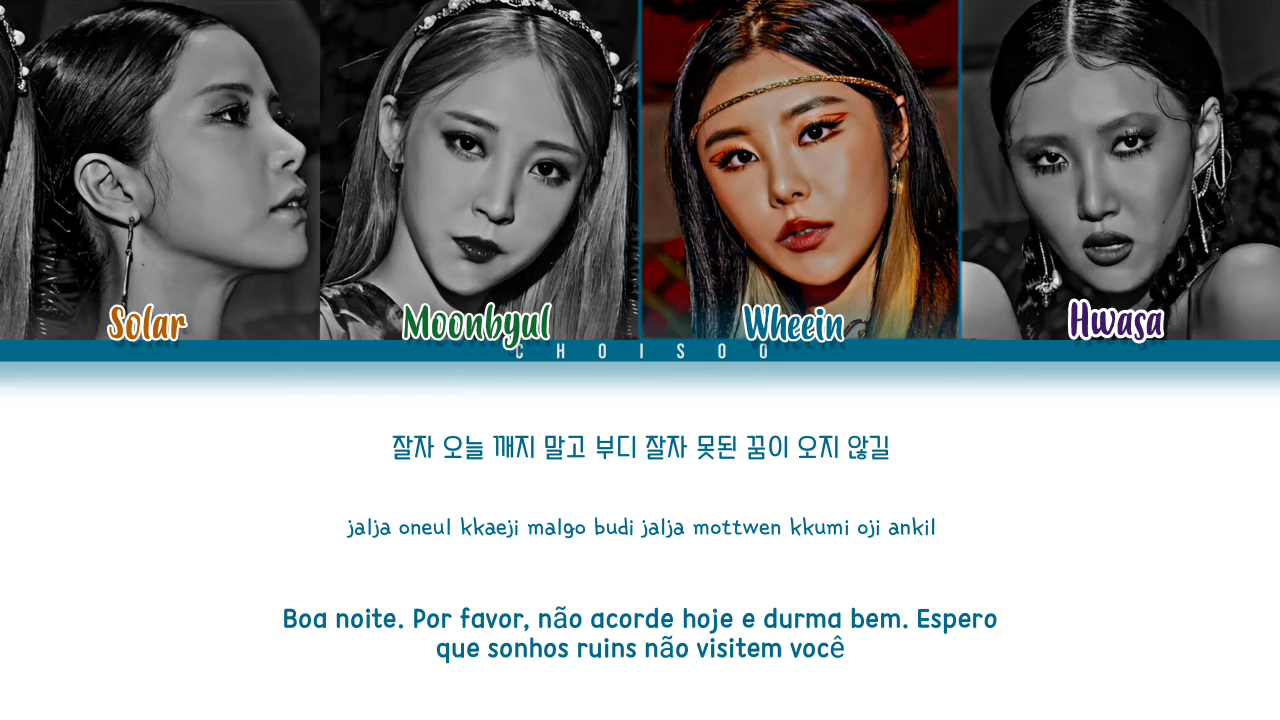 Solar
Moonbyul
Wheein
Hwasa
CHOISOO
잘자 오늘 깨지 말고 부디 잘자 못된 꿈이 오지 않길
jalja oneul kkaeji malgo budi jalja mottwen kkumi oji ankil
Boa noite. Por favor, não acorde hoje e durma bem. Espero
que sonhos ruins não visitem você